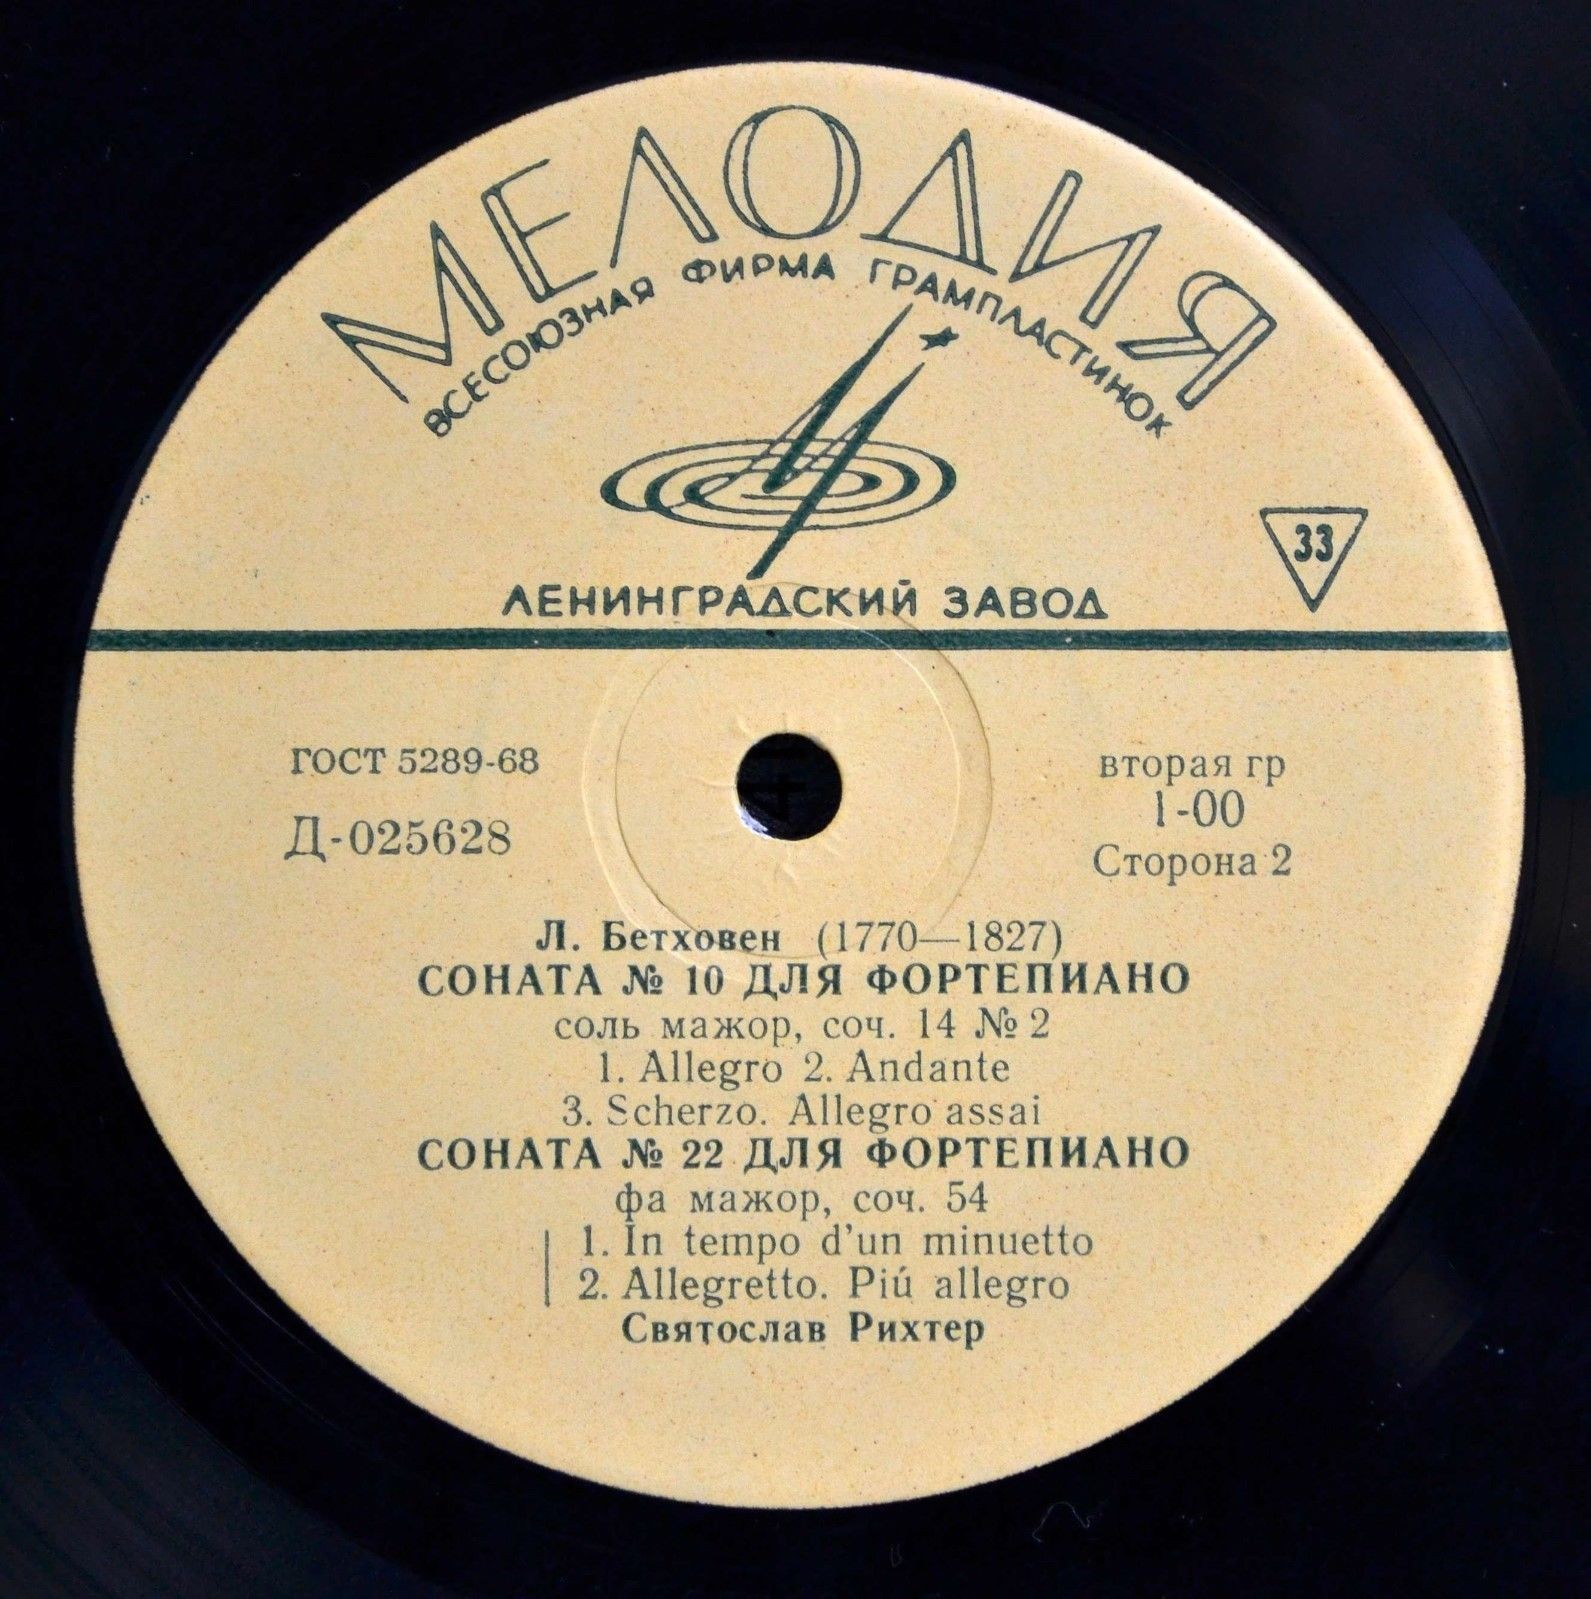 МЕЛОДИЯ
ВСЕСОЮЗНАЯ ФИРМА ГРАМПЛАСТИНОК
33
ЛЕНИНГРАДСКИЙ ЗАВОД
ГОСТ 5289-68
Д-025628
вторая гр
1-00
Сторона 2
Л. Бетховен (1770—1827)
СОНАТА № 10 ДЛЯ ФОРТЕПИАНО
соль мажор, соч. 14 № 2
1. Allegro 2. Andante
3. Scherzo. Allegro assai
СОНАТА № 22 ДЛЯ ФОРТЕПИАНО
фа мажор, соч. 54
1. In tempo d'un minuetto
2. Allegretto. Piú allegro
Святослав Рихтер